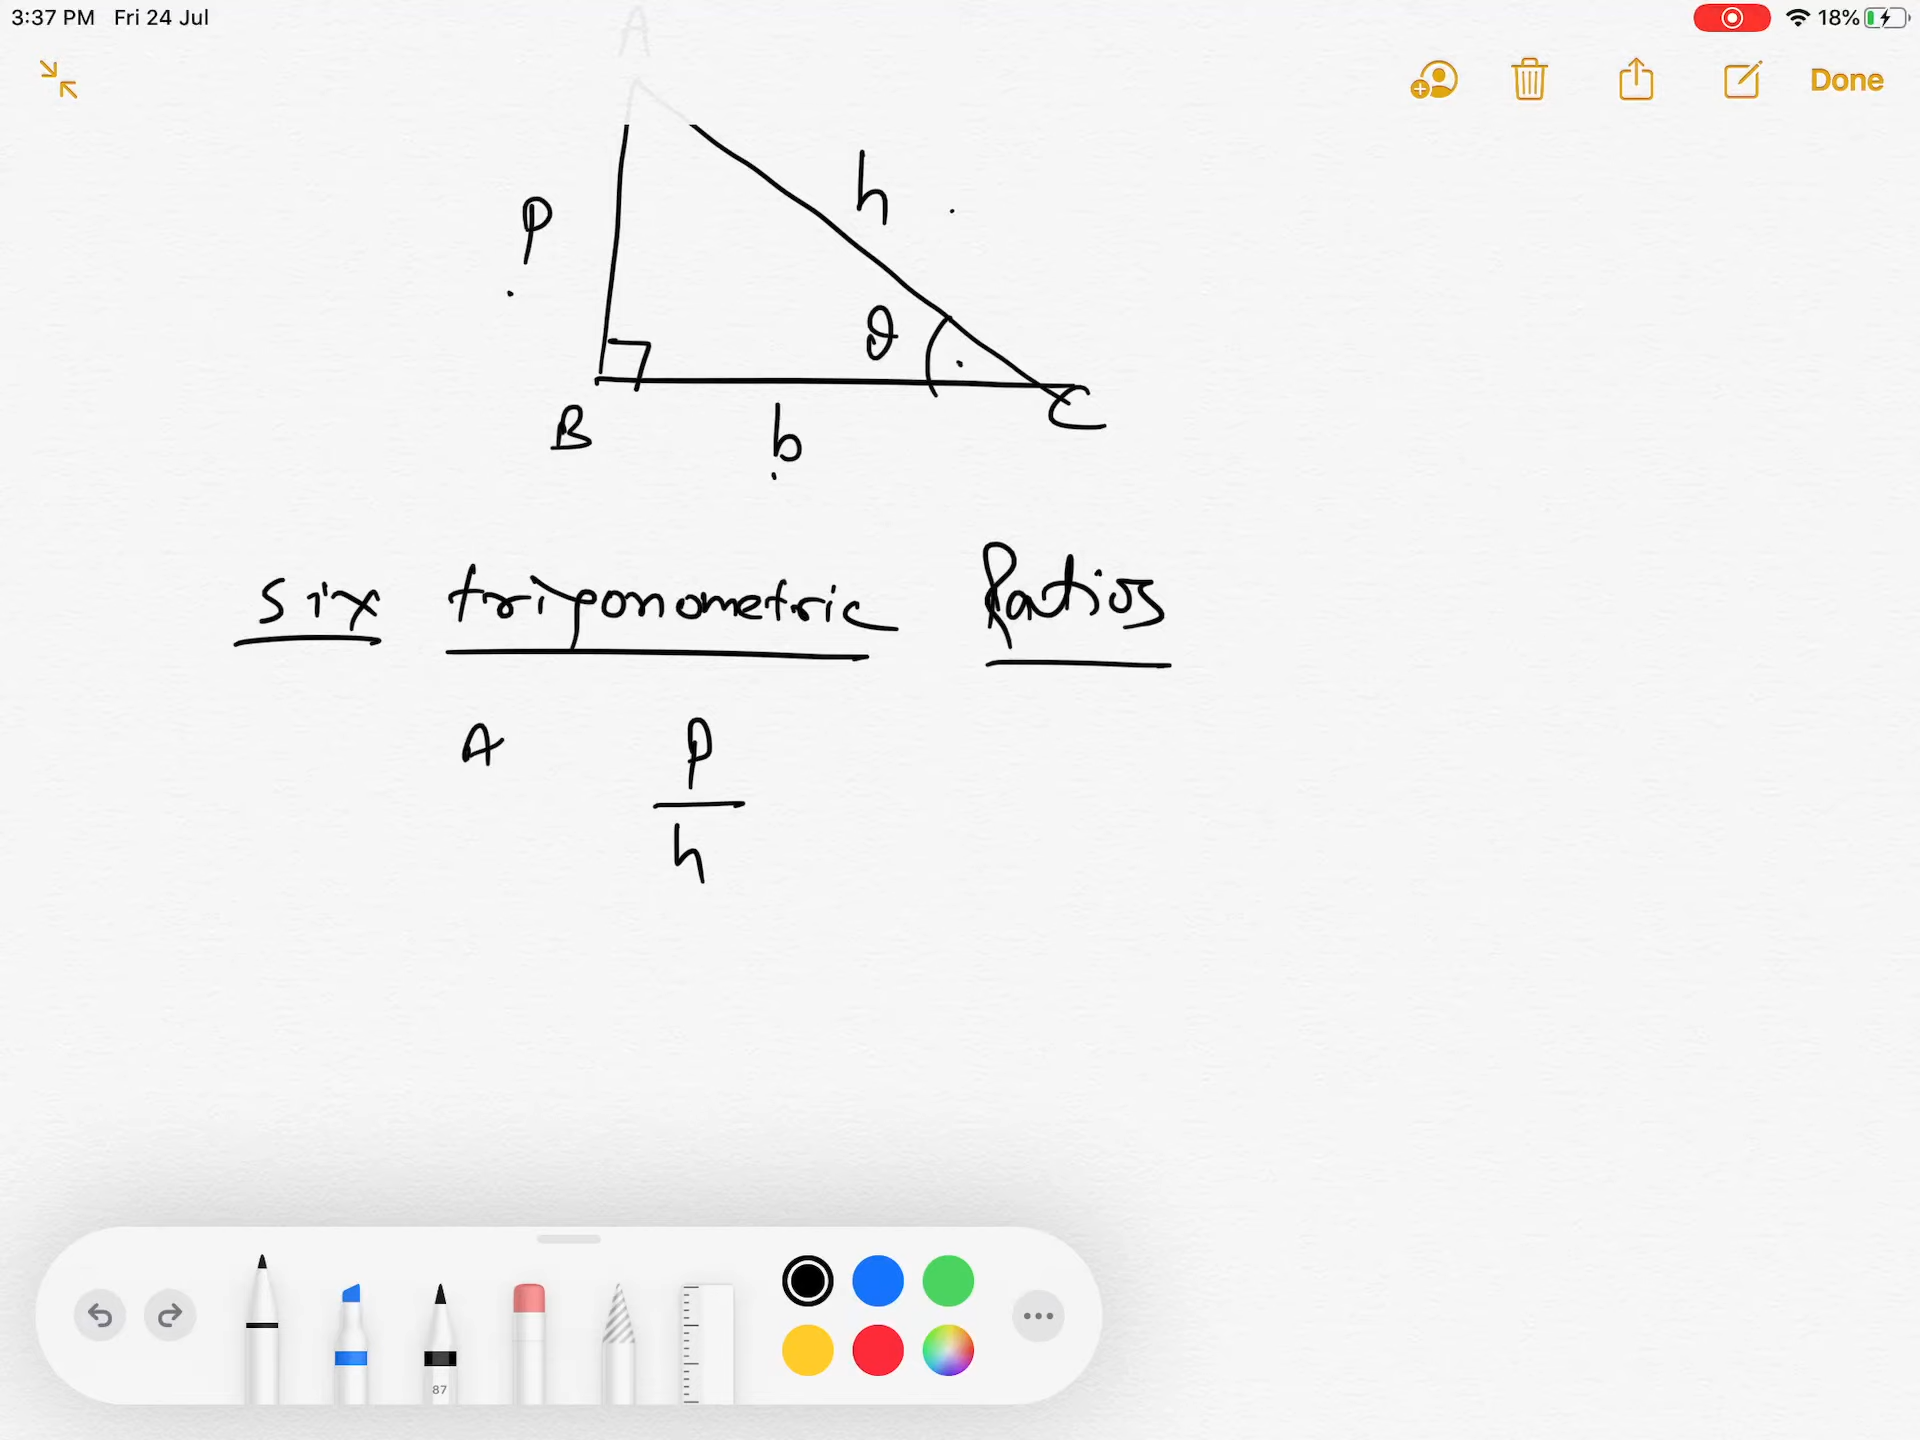 3:37 PM Fri 24 Jul 18%
A
Done
h
P
θ
B
b
C
six trigonometric Ratios
A P
h
87